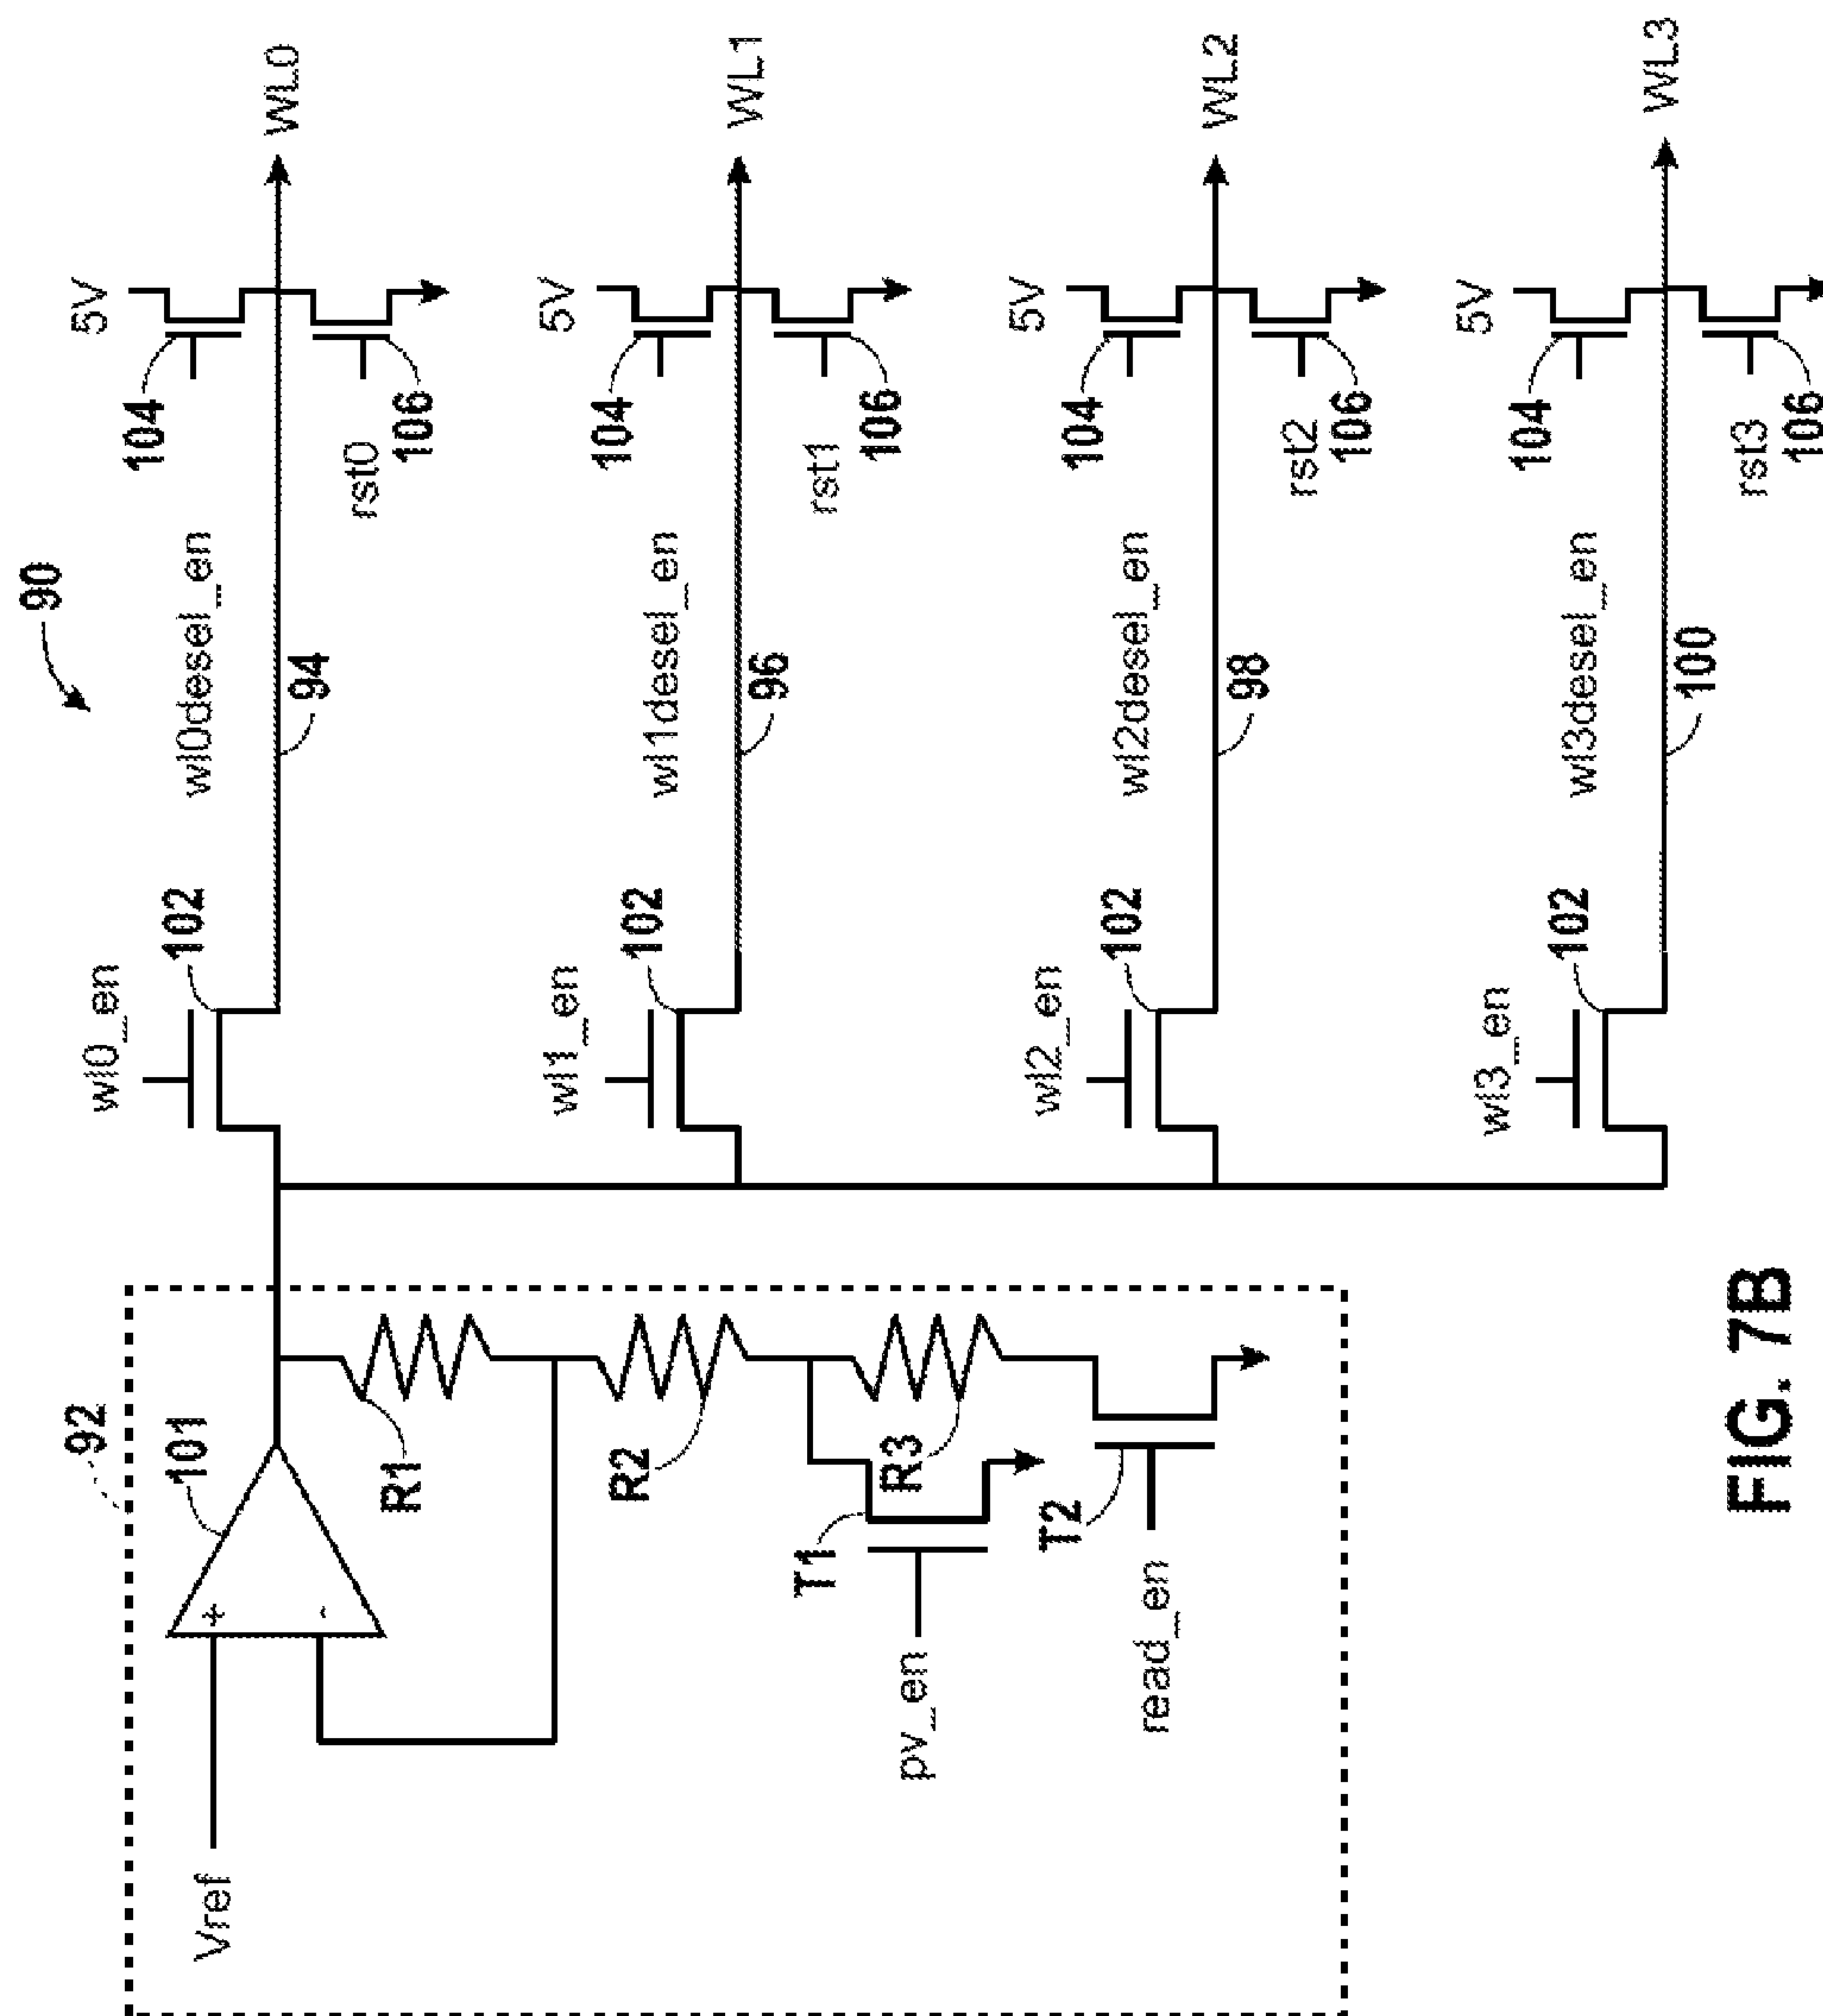 90
92
Vref
+
-
101
R1
R2
R3
T1
T2
pv_en
read_en
wl0_en
102
wl0desel_en
94
5V
104
rst0
106
WL0
wl1_en
102
wl1desel_en
96
5V
104
rst1
106
WL1
wl2_en
102
wl2desel_en
98
5V
104
rst2
106
WL2
wl3_en
102
wl3desel_en
100
5V
104
rst3
106
WL3
FIG. 7B